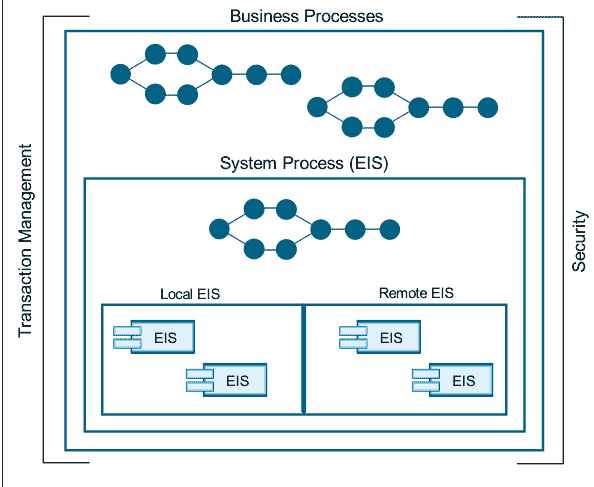 Business Processes
Transaction Management
Security
System Process (EIS)
Local EIS
Remote EIS
EIS
EIS
EIS
EIS